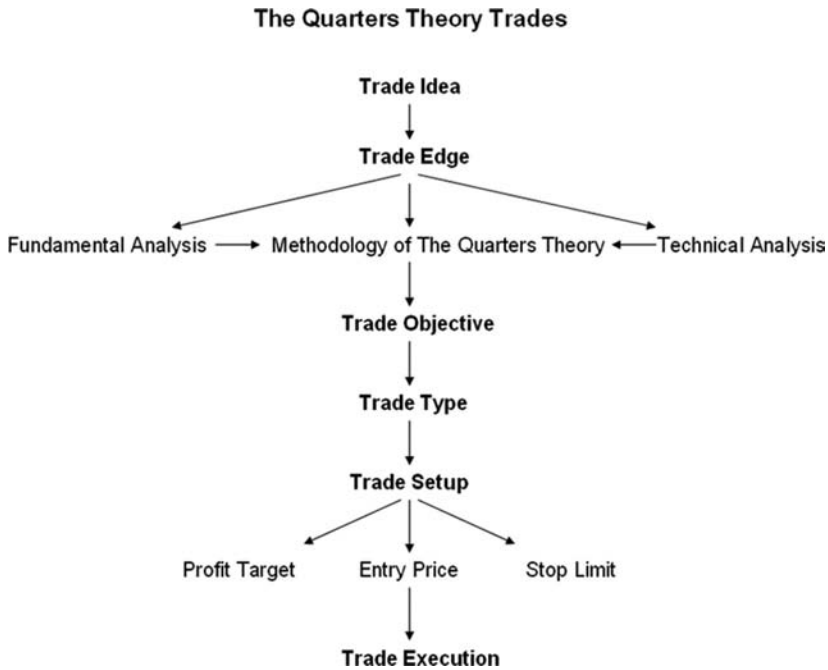 The Quarters Theory Trades
Trade Idea
Trade Edge
Fundamental Analysis Methodology of The Quarters Theory Technical Analysis
Trade Objective
Trade Type
Trade Setup
Profit Target Entry Price Stop Limit
Trade Execution